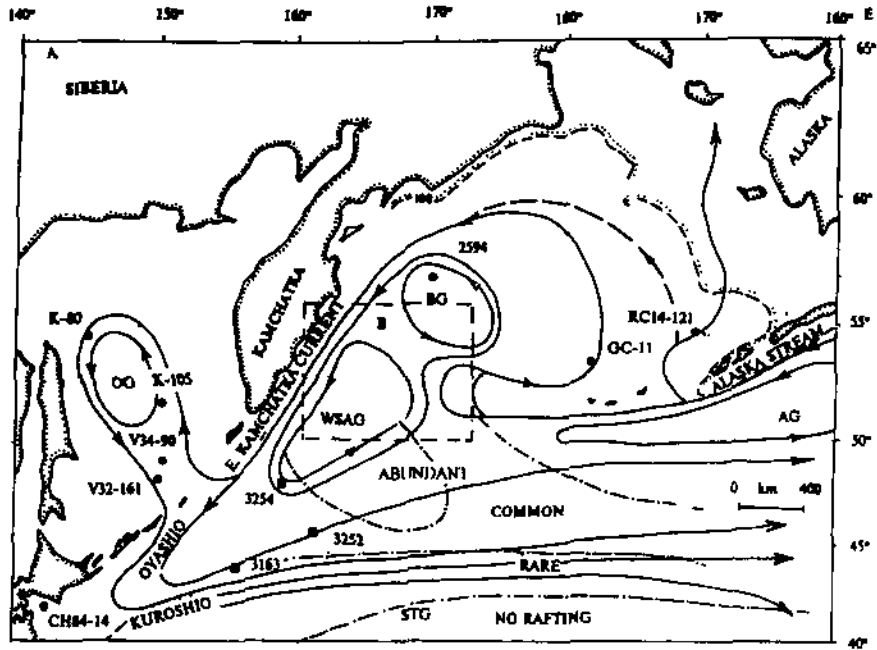 140° 150° 160° 170° 180° 170° 160° E
A
65°
SIBERIA
ALASKA
60°
100
2594
KAMCHATKA
BG
B
K-80
RC14-121
55°
GC-11
OG
K-105
E. KAMCHATKA CURRENT
ALASKA STREAM
WSAG
AG
V34-90
50°
V32-161
ABUNDANT
3254
0 km 400
COMMON
OYASHIO
3252
45°
3163
RARE
KUROSHIO
CH84-14
STG
NO RAFTING
40°